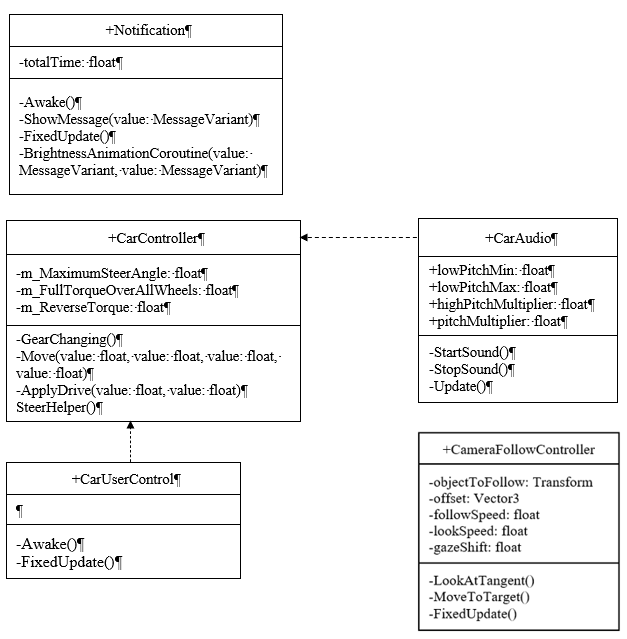 +Notification¶
-totalTime:·float¶
-Awake()¶
-ShowMessage(value:·MessageVariant)¶
-FixedUpdate()¶
-BrightnessAnimationCoroutine(value:·
MessageVariant,·value:·MessageVariant)¶
+CarController¶
-m_MaximumSteerAngle:·float¶
-m_FullTorqueOverAllWheels:·float¶
-m_ReverseTorque:·float¶
-GearChanging()¶
-Move(value:·float,·value:·float,·value:·float,·
value:·float)¶
-ApplyDrive(value:·float,·value:·float)¶
SteerHelper()¶
+CarAudio¶
+lowPitchMin:·float¶
+lowPitchMax:·float¶
+highPitchMultiplier:·float¶
+pitchMultiplier:·float¶
-StartSound()¶
-StopSound()¶
-Update()¶
+CarUserControl¶
¶
-Awake()¶
-FixedUpdate()¶
+CameraFollowController
-objectToFollow: Transform
-offset: Vector3
-followSpeed: float
-lookSpeed: float
-gazeShift: float
-LookAtTangent()
-MoveToTarget()
-FixedUpdate()